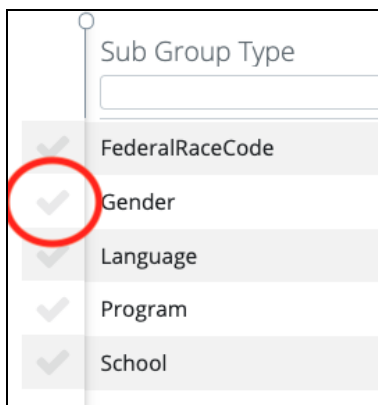 Sub Group Type
FederalRaceCode
Gender
Language
Program
School